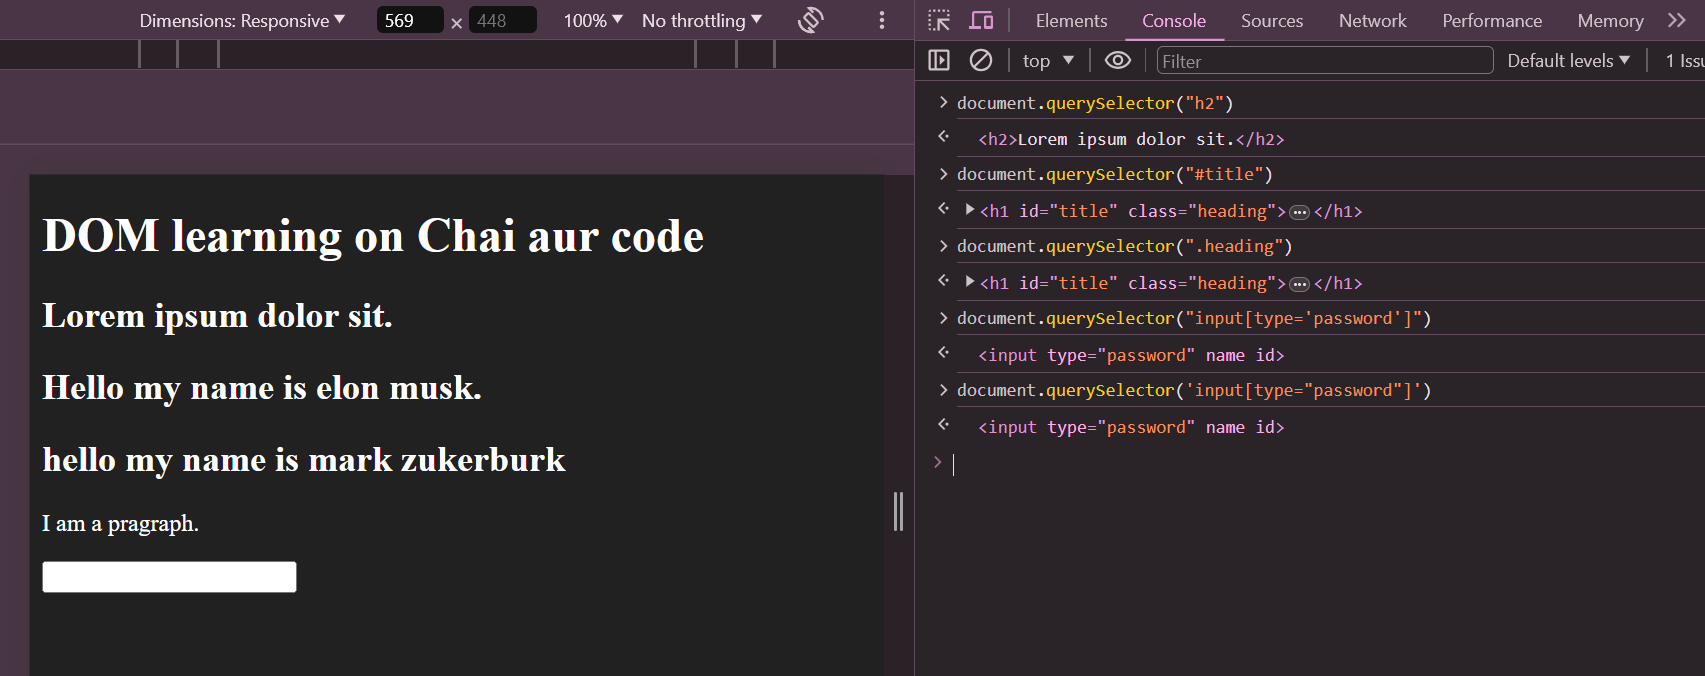 Dimensions: Responsive 569 × 448 100% No throttling
Elements Console Sources Network Performance Memory
top Filter Default levels 1 Issu
DOM learning on Chai aur code
Lorem ipsum dolor sit.
Hello my name is elon musk.
hello my name is mark zukerburk
I am a pragraph.
document.querySelector("h2")
<h2>Lorem ipsum dolor sit.</h2>
document.querySelector("#title")
<h1 id="title" class="heading">…</h1>
document.querySelector(".heading")
<h1 id="title" class="heading">…</h1>
document.querySelector("input[type='password']")
<input type="password" name id>
document.querySelector('input[type="password"]')
<input type="password" name id>